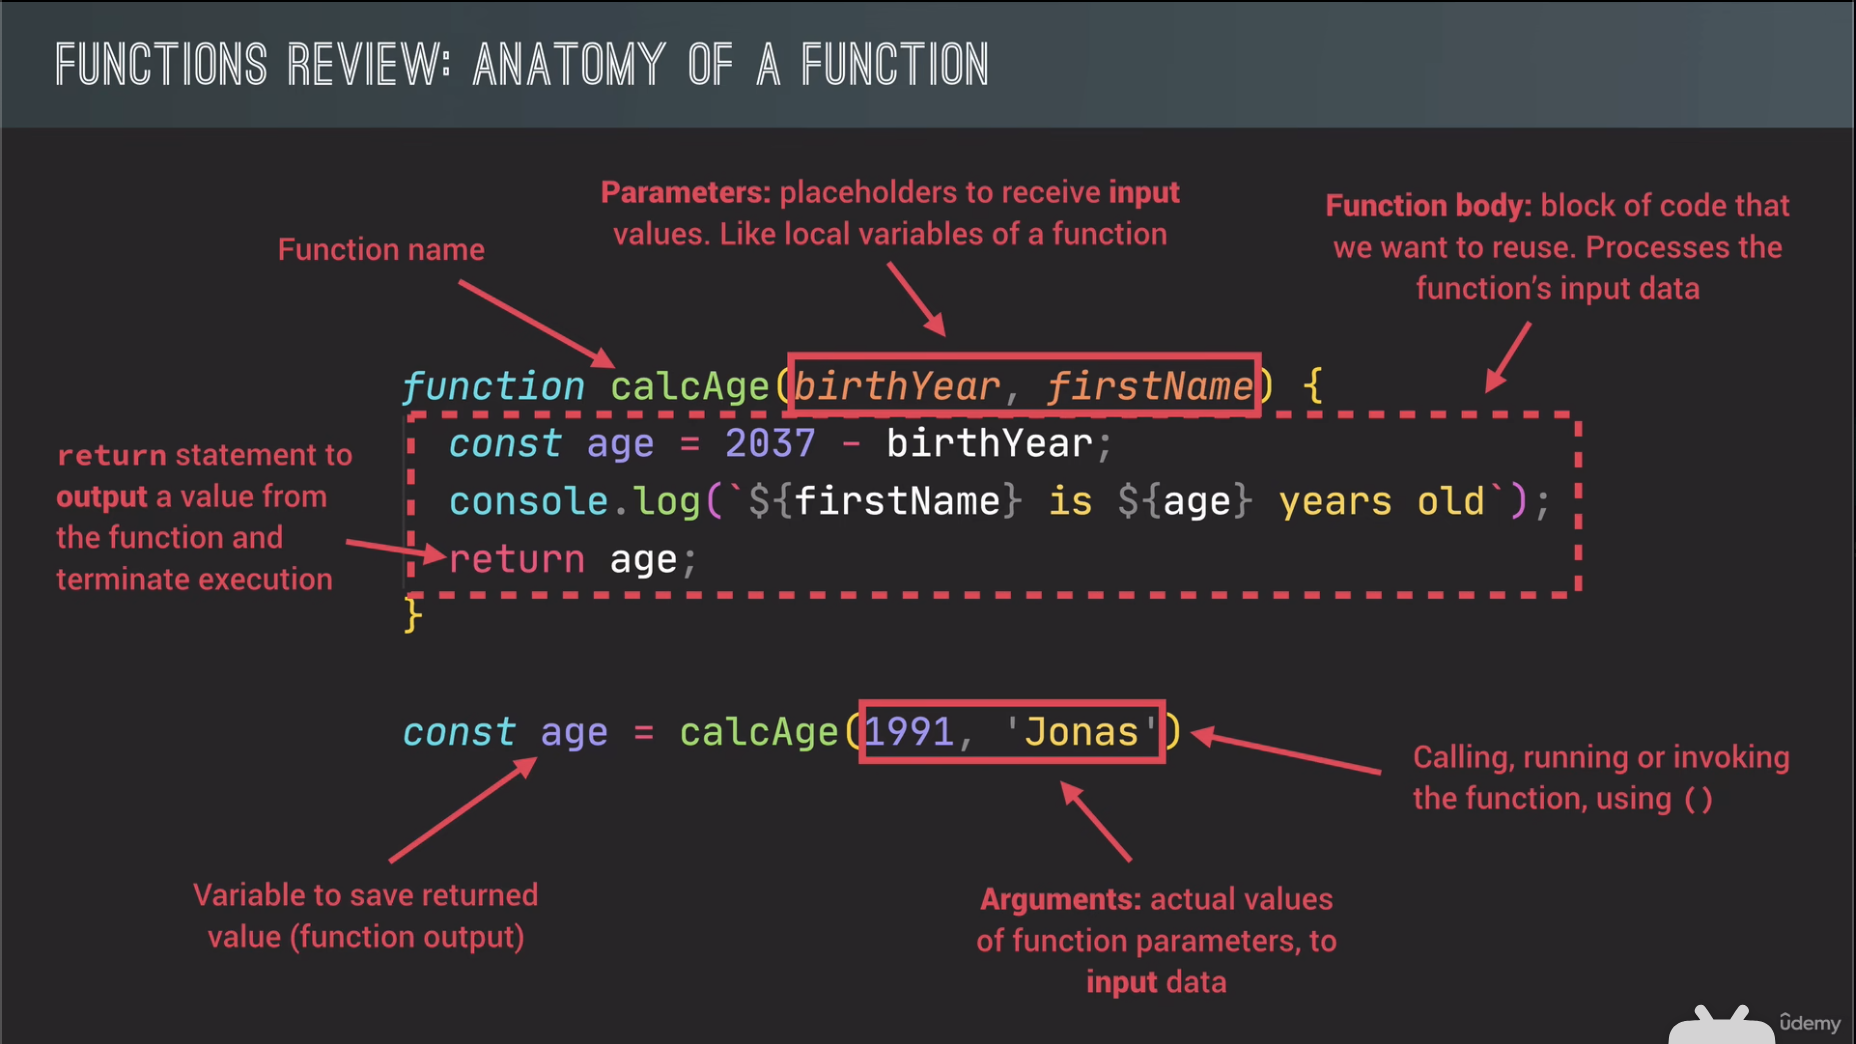 FUNCTIONS REVIEW: ANATOMY OF A FUNCTION
Parameters: placeholders to receive input
values. Like local variables of a function
Function name
Function body: block of code that
we want to reuse. Processes the
function’s input data
function calcAge(birthYear, firstName) {
const age = 2037 - birthYear;
console.log(`${firstName} is ${age} years old`);
return age;
}
return statement to
output a value from
the function and
terminate execution
const age = calcAge(1991, 'Jonas')
Calling, running or invoking
the function, using ()
Variable to save returned
value (function output)
Arguments: actual values
of function parameters, to
input data
ûdemy